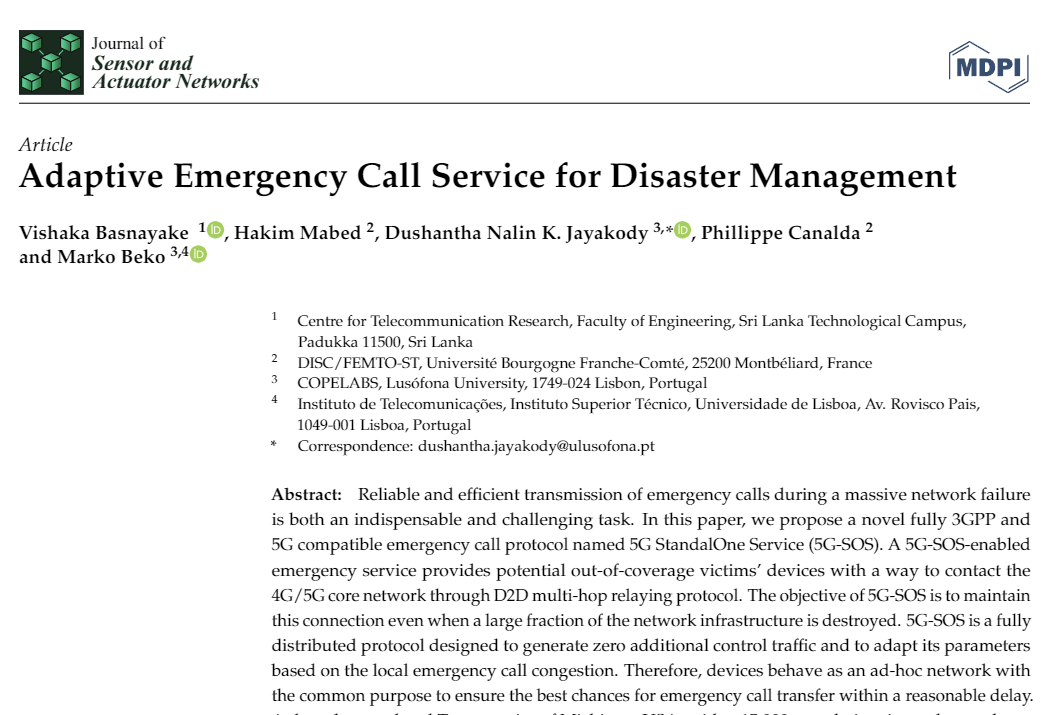 Journal of
Sensor and
Actuator Networks
MDPI
Article
Adaptive Emergency Call Service for Disaster Management
Vishaka Basnayake 1 iD, Hakim Mabed 2, Dushantha Nalin K. Jayakody 3,* iD, Phillippe Canalda 2
and Marko Beko 3,4 iD
1 Centre for Telecommunication Research, Faculty of Engineering, Sri Lanka Technological Campus,
Padukka 11500, Sri Lanka
2 DISC/FEMTO-ST, Université Bourgogne Franche-Comté, 25200 Montbéliard, France
3 COPELABS, Lusófona University, 1749-024 Lisbon, Portugal
4 Instituto de Telecomunicações, Instituto Superior Técnico, Universidade de Lisboa, Av. Rovisco Pais,
1049-001 Lisboa, Portugal
* Correspondence: dushantha.jayakody@ulusofona.pt
Abstract: Reliable and efficient transmission of emergency calls during a massive network failure
is both an indispensable and challenging task. In this paper, we propose a novel fully 3GPP and
5G compatible emergency call protocol named 5G StandalOne Service (5G-SOS). A 5G-SOS-enabled
emergency service provides potential out-of-coverage victims' devices with a way to contact the
4G/5G core network through D2D multi-hop relaying protocol. The objective of 5G-SOS is to maintain
this connection even when a large fraction of the network infrastructure is destroyed. 5G-SOS is a fully
distributed protocol designed to generate zero additional control traffic and to adapt its parameters
based on the local emergency call congestion. Therefore, devices behave as an ad-hoc network with
the common purpose to ensure the best chances for emergency call transfer within a reasonable delay.